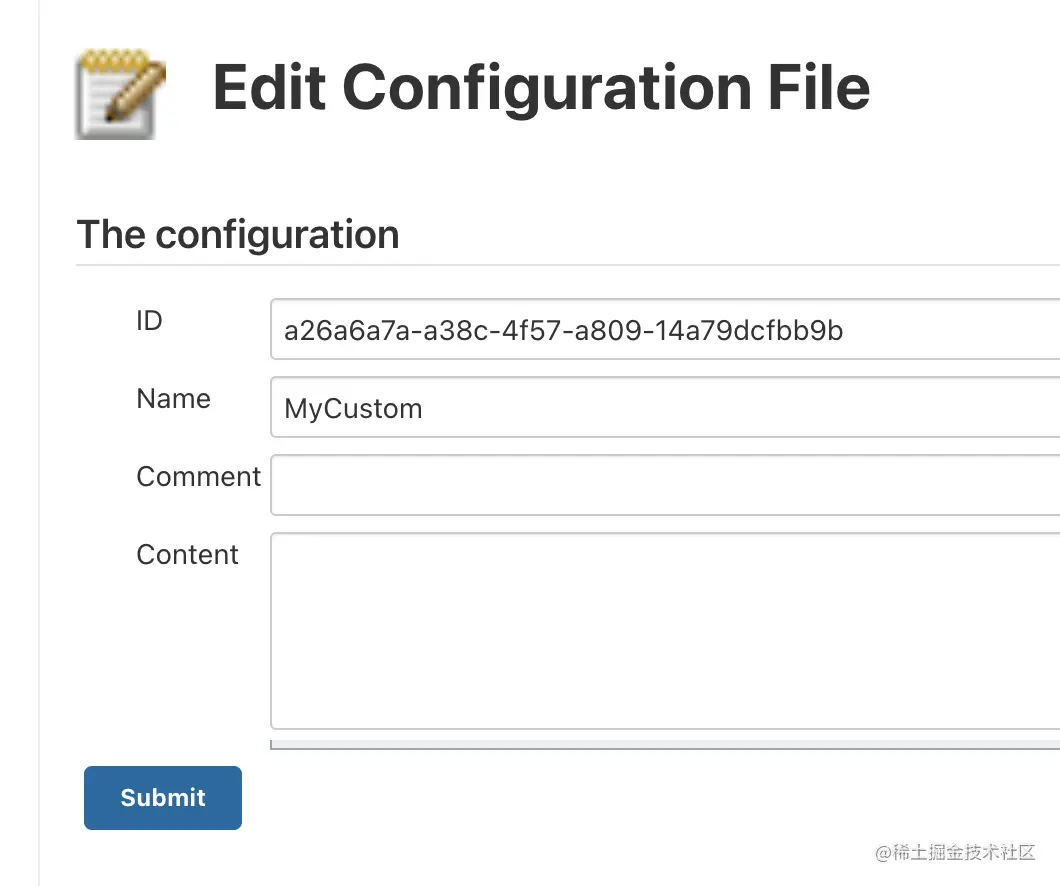 Edit Configuration File
The configuration
ID
a26a6a7a-a38c-4f57-a809-14a79dcfbb9b
Name
MyCustom
Comment
Content
Submit
@稀土掘金技术社区